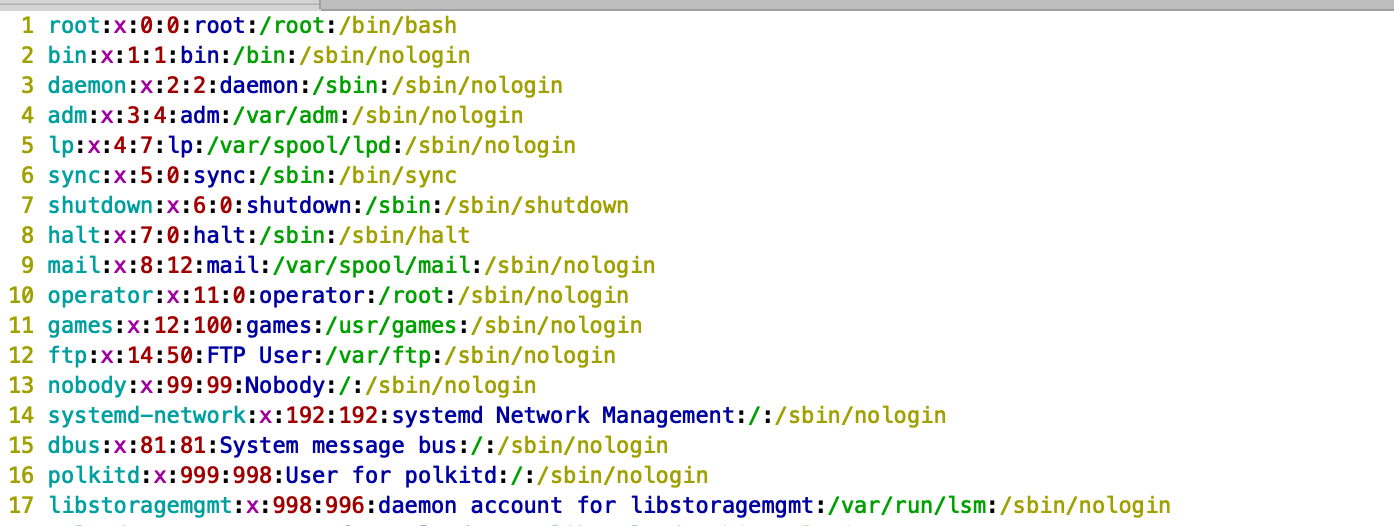 1 root:x:0:0:root:/root:/bin/bash
2 bin:x:1:1:bin:/bin:/sbin/nologin
3 daemon:x:2:2:daemon:/sbin:/sbin/nologin
4 adm:x:3:4:adm:/var/adm:/sbin/nologin
5 lp:x:4:7:lp:/var/spool/lpd:/sbin/nologin
6 sync:x:5:0:sync:/sbin:/bin/sync
7 shutdown:x:6:0:shutdown:/sbin:/sbin/shutdown
8 halt:x:7:0:halt:/sbin:/sbin/halt
9 mail:x:8:12:mail:/var/spool/mail:/sbin/nologin
10 operator:x:11:0:operator:/root:/sbin/nologin
11 games:x:12:100:games:/usr/games:/sbin/nologin
12 ftp:x:14:50:FTP User:/var/ftp:/sbin/nologin
13 nobody:x:99:99:Nobody:/:/sbin/nologin
14 systemd-network:x:192:192:systemd Network Management:/:/sbin/nologin
15 dbus:x:81:81:System message bus:/:/sbin/nologin
16 polkitd:x:999:998:User for polkitd:/:/sbin/nologin
17 libstoragemgmt:x:998:996:daemon account for libstoragemgmt:/var/run/lsm:/sbin/nologin